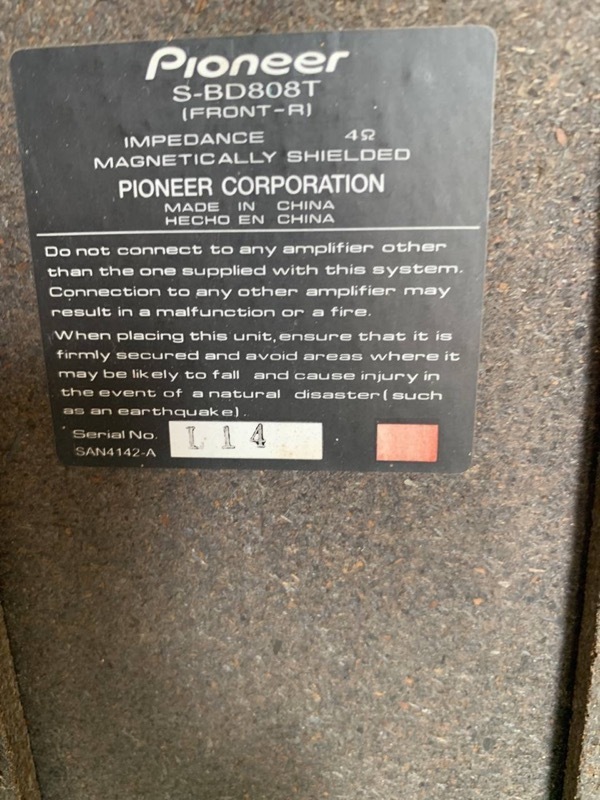 Pioneer
S-BD808T
(FRONT-R)
IMPEDANCE 4Ω
MAGNETICALLY SHIELDED
PIONEER CORPORATION
MADE IN CHINA
HECHO EN CHINA
Do not connect to any amplifier other
than the one supplied with this system.
Connection to any other amplifier may
result in a malfunction or a fire.
When placing this unit, ensure that it is
firmly secured and avoid areas where it
may be likely to fall and cause injury in
the event of a natural disaster (such
as an earthquake).
Serial No. L14
SAN4142-A